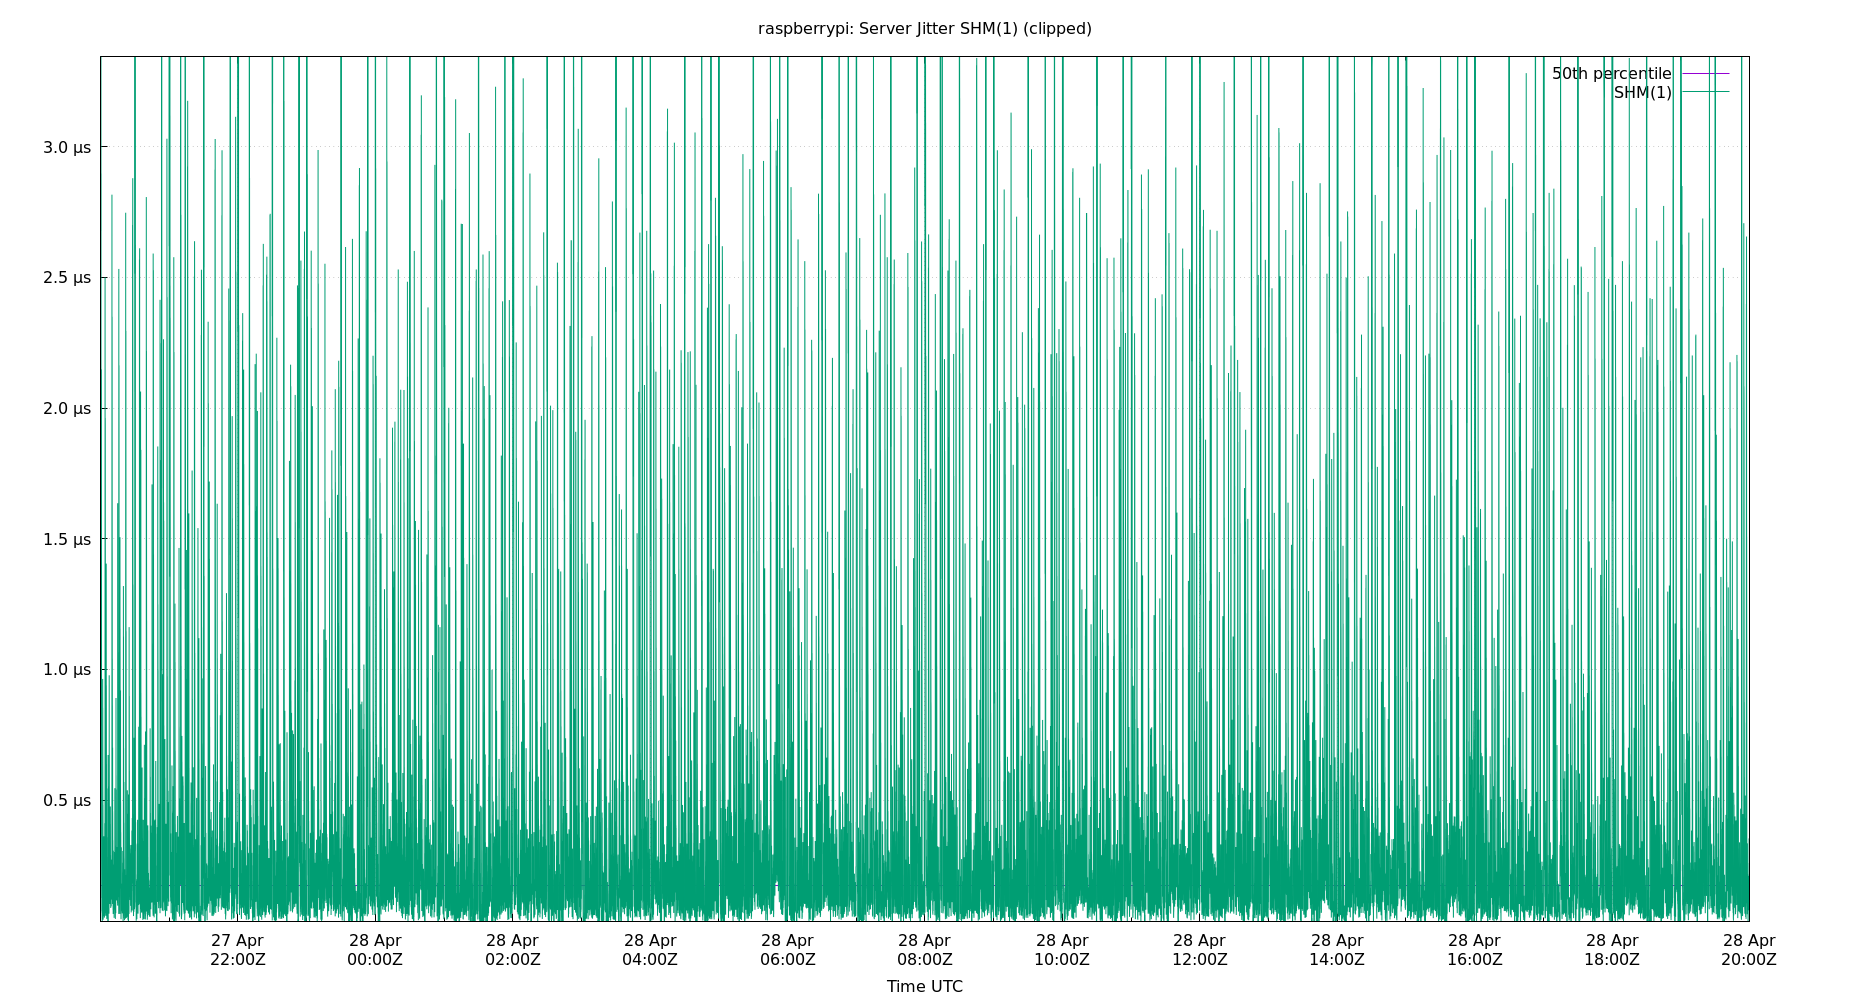 raspberrypi: Server Jitter SHM(1) (clipped)
50th percentile
SHM(1)
3.0 µs
2.5 µs
2.0 µs
1.5 µs
1.0 µs
0.5 µs
27 Apr 28 Apr 28 Apr 28 Apr 28 Apr 28 Apr 28 Apr 28 Apr 28 Apr 28 Apr 28 Apr 28 Apr
22:00Z 00:00Z 02:00Z 04:00Z 06:00Z 08:00Z 10:00Z 12:00Z 14:00Z 16:00Z 18:00Z 20:00Z
Time UTC